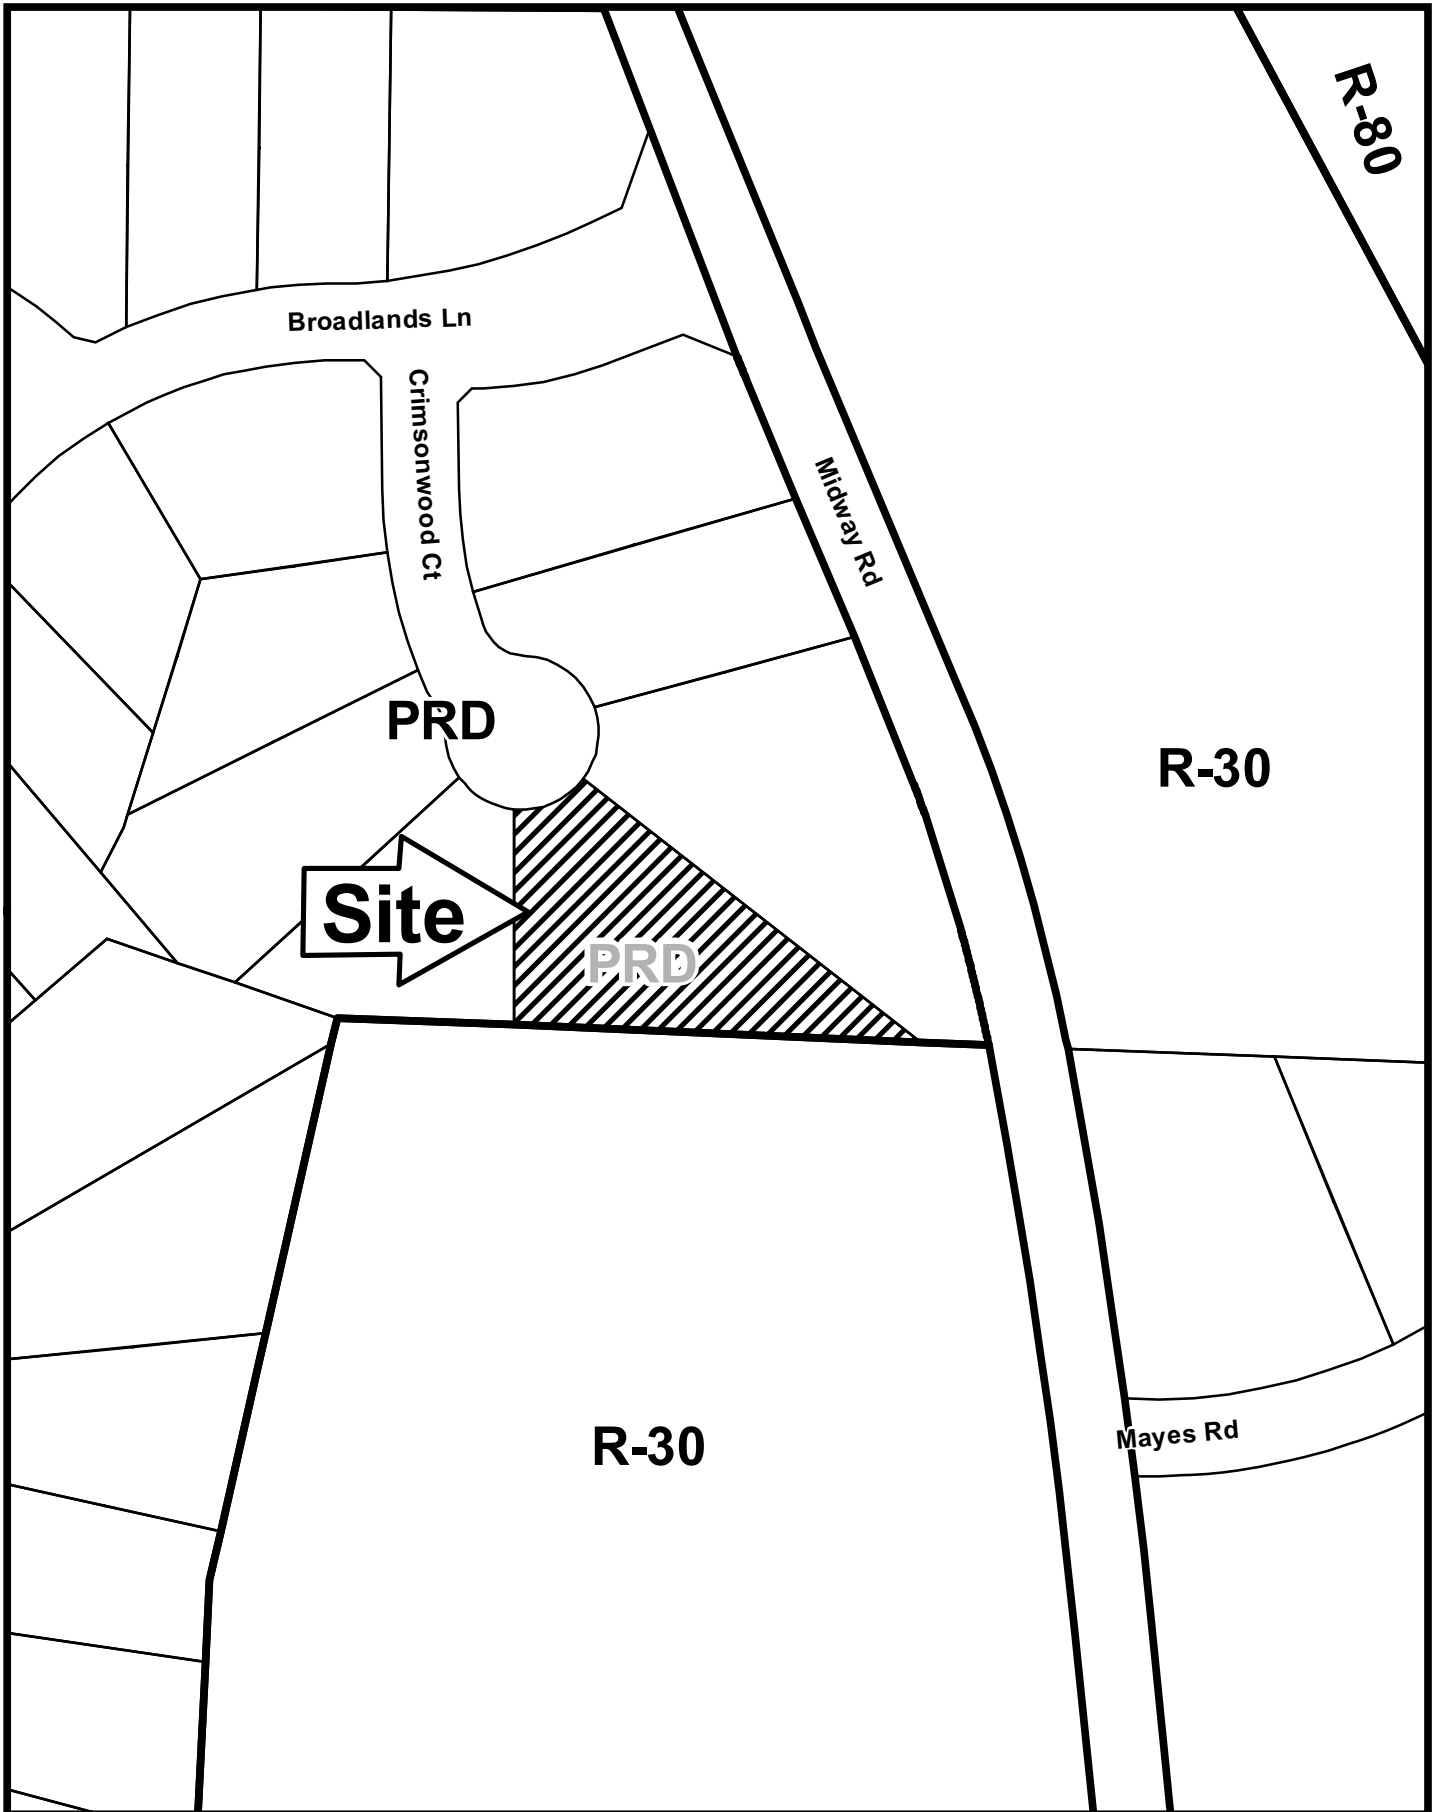 R-80
Broadlands Ln
Crimsonwood Ct
Midway Rd
PRD
R-30
Site
PRD
R-30
Mayes Rd